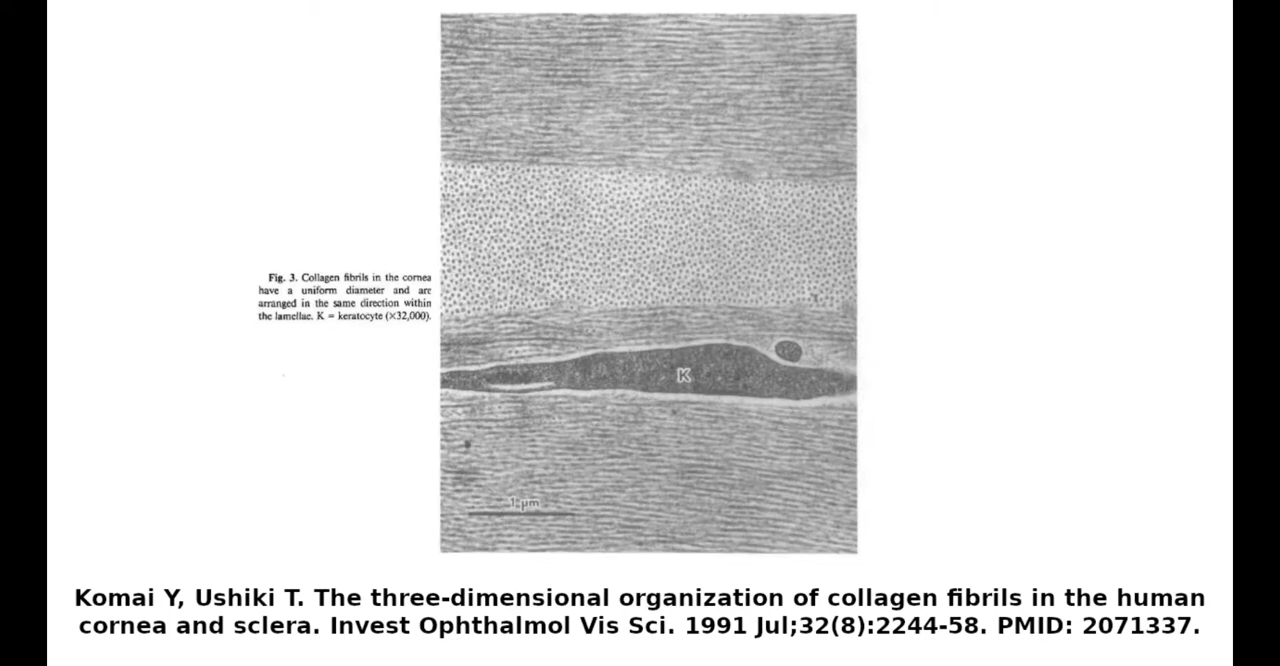 Fig. 3. Collagen fibrils in the cornea
have a uniform diameter and are
arranged in the same direction within
the lamellae. K = keratocyte (×32,000).
K
1 μm
Komai Y, Ushiki T. The three-dimensional organization of collagen fibrils in the human
cornea and sclera. Invest Ophthalmol Vis Sci. 1991 Jul;32(8):2244-58. PMID: 2071337.